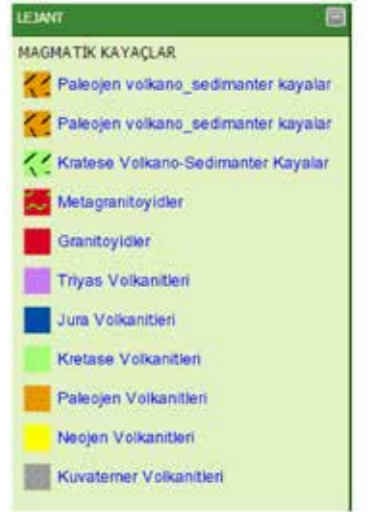 LEJANT
MAGMATİK KAYAÇLAR
Paleojen volkano_sedimanter kayalar
Paleojen volkano_sedimanter kayalar
Kratese Volkano-Sedimanter Kayalar
Metagranitoyidler
Granitoyidler
Triyas Volkanitleri
Jura Volkanitleri
Kretase Volkanitleri
Paleojen Volkanitleri
Neojen Volkanitleri
Kuvaterner Volkanitleri